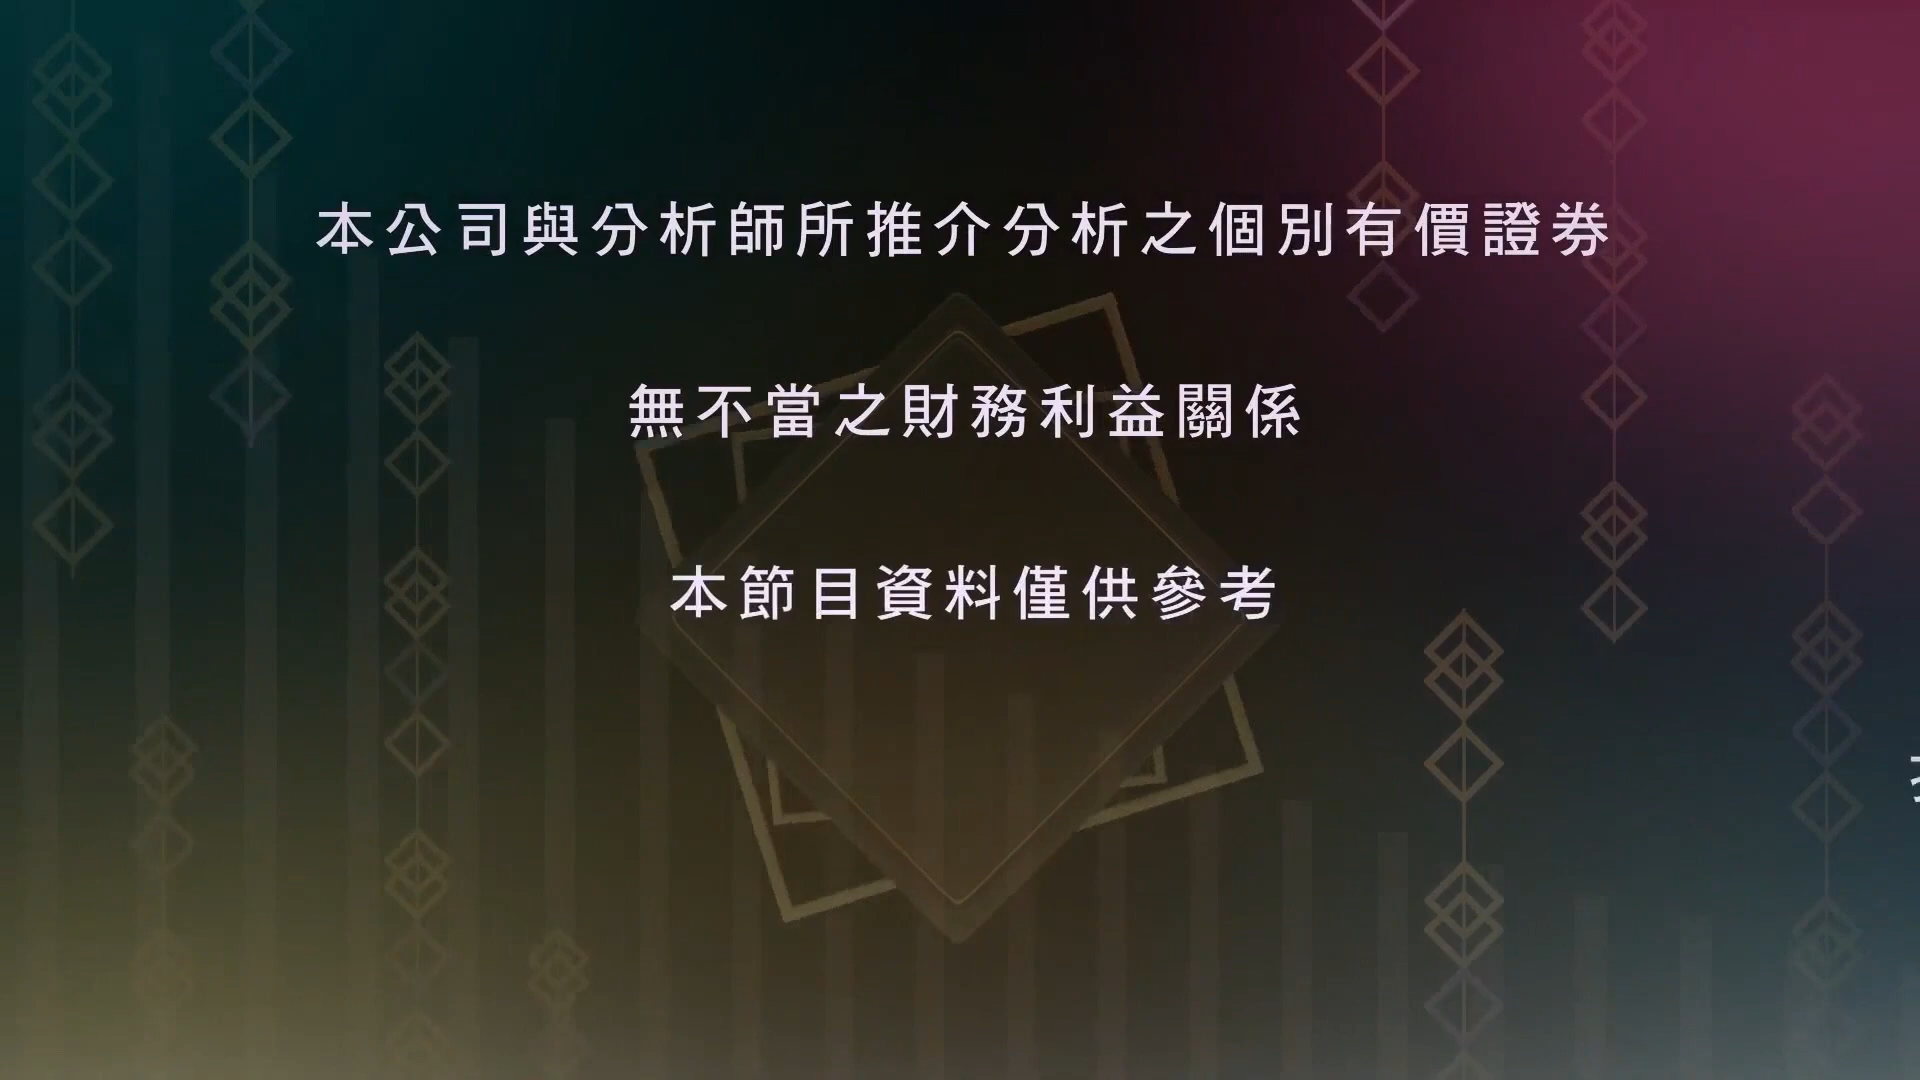 本公司與分析師所推介分析之個別有價證券
無不當之財務利益關係
本節目資料僅供參考